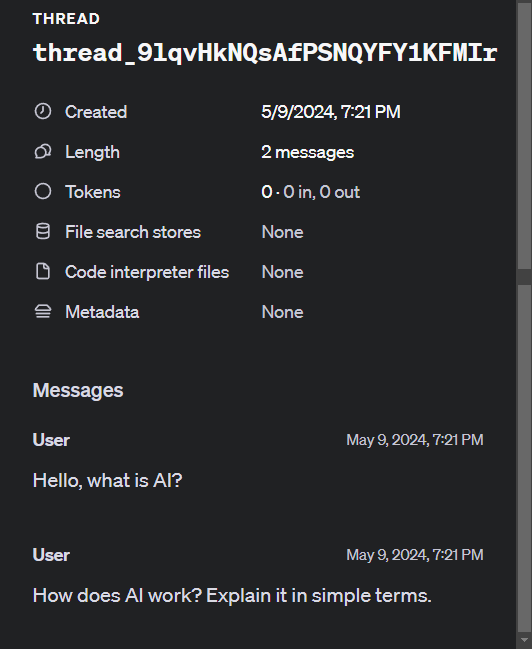 THREAD
thread_9lqvHkNQsAfPSNQYFY1KFMIr
Created 5/9/2024, 7:21 PM
Length 2 messages
Tokens 0 · 0 in, 0 out
File search stores None
Code interpreter files None
Metadata None
Messages
User May 9, 2024, 7:21 PM
Hello, what is AI?
User May 9, 2024, 7:21 PM
How does AI work? Explain it in simple terms.